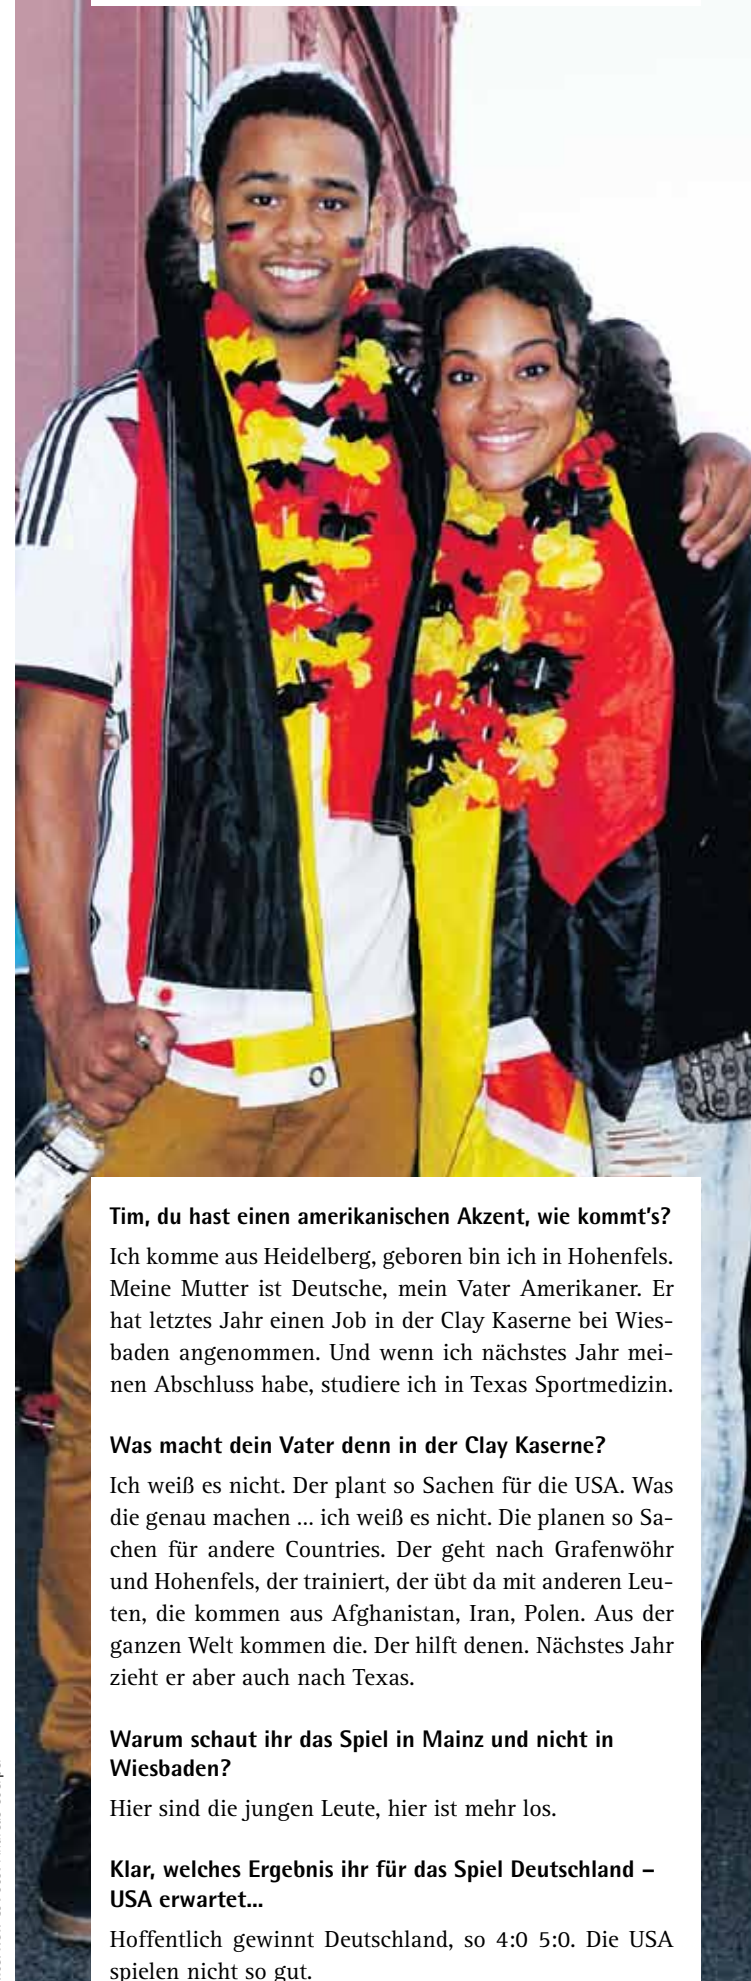 Tim, du hast einen amerikanischen Akzent, wie kommt's?
Ich komme aus Heidelberg, geboren bin ich in Hohenfels.
Meine Mutter ist Deutsche, mein Vater Amerikaner. Er
hat letztes Jahr einen Job in der Clay Kaserne bei Wies-
baden angenommen. Und wenn ich nächstes Jahr mei-
nen Abschluss habe, studiere ich in Texas Sportmedizin.
Was macht dein Vater denn in der Clay Kaserne?
Ich weiß es nicht. Der plant so Sachen für die USA. Was
die genau machen ... ich weiß es nicht. Die planen so Sa-
chen für andere Countries. Der geht nach Grafenwöhr
und Hohenfels, der trainiert, der übt da mit anderen Leu-
ten, die kommen aus Afghanistan, Iran, Polen. Aus der
ganzen Welt kommen die. Der hilft denen. Nächstes Jahr
zieht er aber auch nach Texas.
Warum schaut ihr das Spiel in Mainz und nicht in
Wiesbaden?
Hier sind die jungen Leute, hier ist mehr los.
Klar, welches Ergebnis ihr für das Spiel Deutschland –
USA erwartet...
Hoffentlich gewinnt Deutschland, so 4:0 5:0. Die USA
spielen nicht so gut.